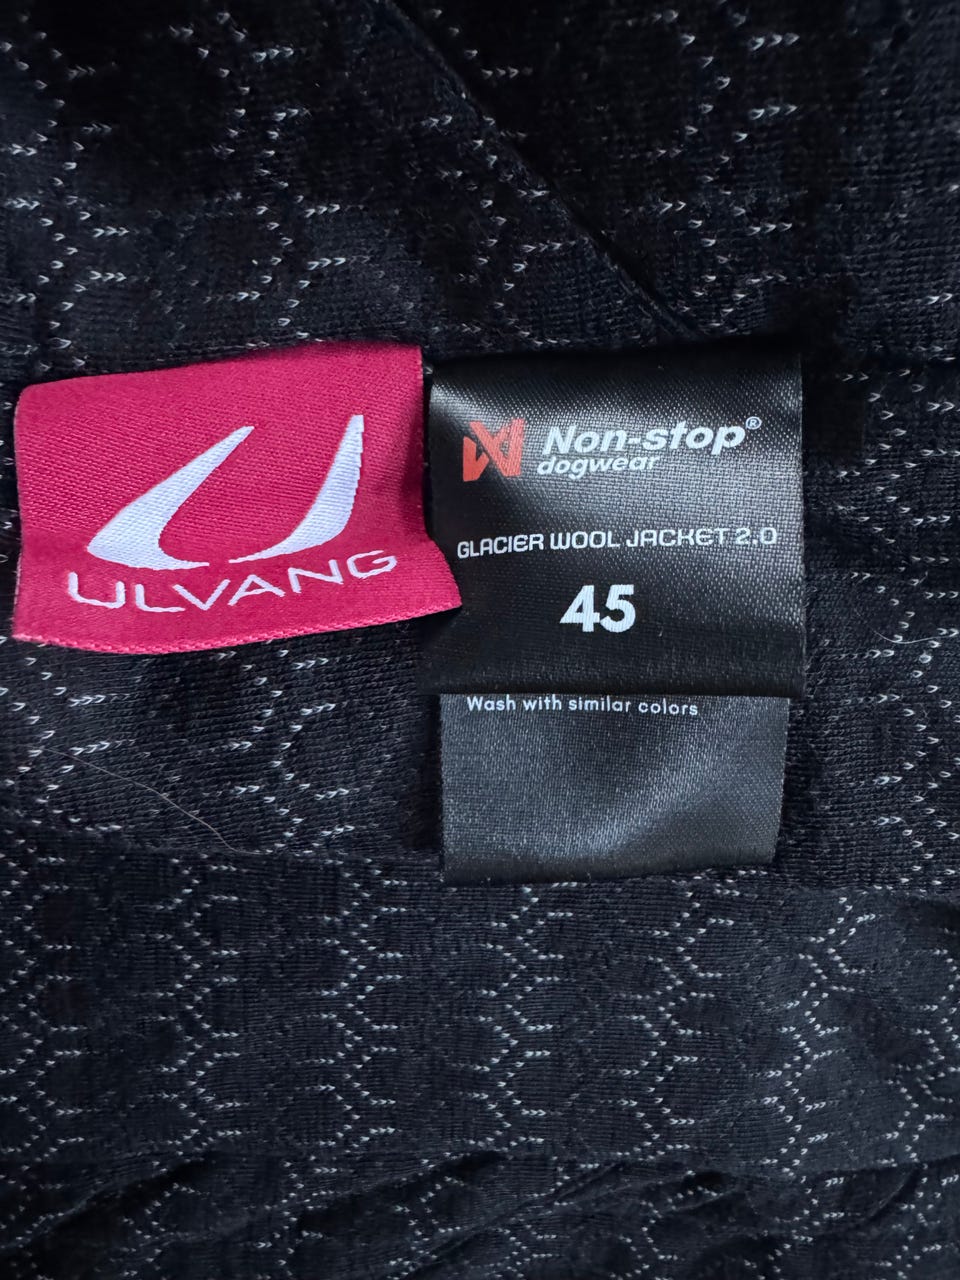 ULVANG
Non-stop®
dogwear
GLACIER WOOL JACKET 2.0
45
Wash with similar colors